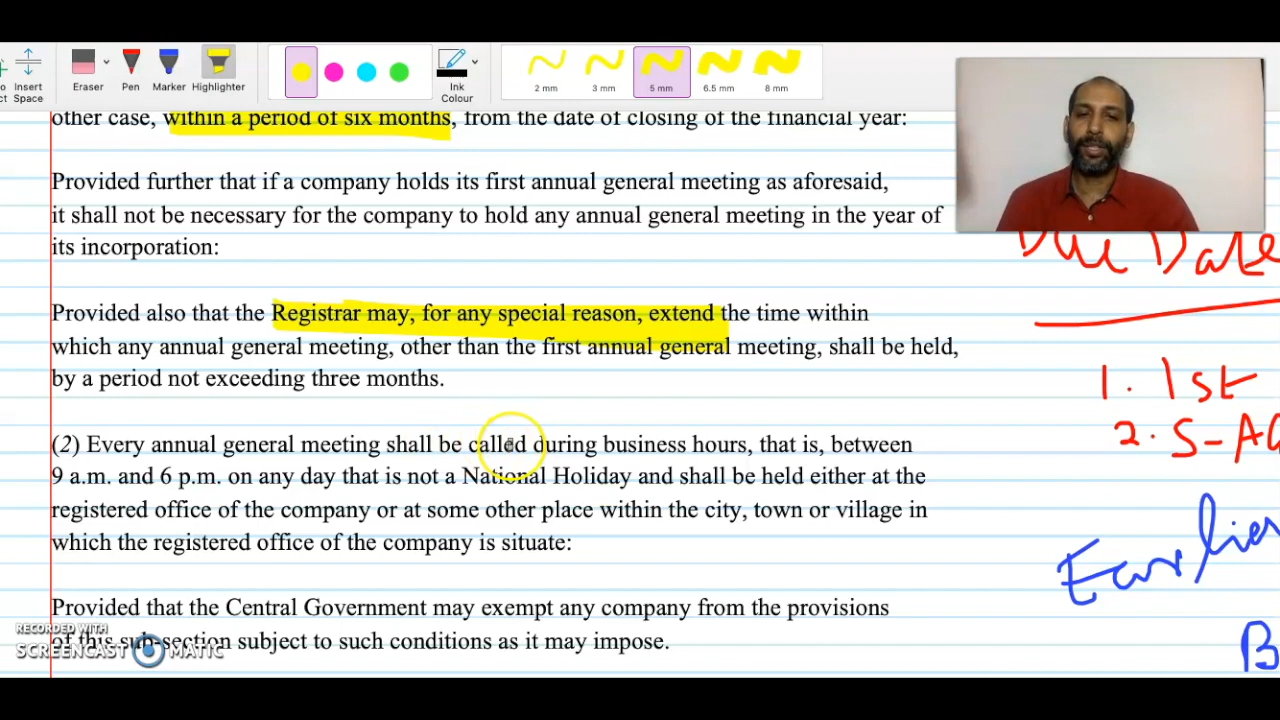 Insert
Space
Eraser
Pen
Marker
Highlighter
Ink
Colour
2 mm
3 mm
5 mm
6.5 mm
8 mm
other case, within a period of six months, from the date of closing of the financial year:
Provided further that if a company holds its first annual general meeting as aforesaid,
it shall not be necessary for the company to hold any annual general meeting in the year of
its incorporation:
Provided also that the Registrar may, for any special reason, extend the time within
which any annual general meeting, other than the first annual general meeting, shall be held,
by a period not exceeding three months.
(2) Every annual general meeting shall be called during business hours, that is, between
9 a.m. and 6 p.m. on any day that is not a National Holiday and shall be held either at the
registered office of the company or at some other place within the city, town or village in
which the registered office of the company is situate:
Provided that the Central Government may exempt any company from the provisions
of this sub-section subject to such conditions as it may impose.
Due Date
1. 1st
2. S-AG
Earlier
B
RECORDED WITH
SCREENCAST MATIC